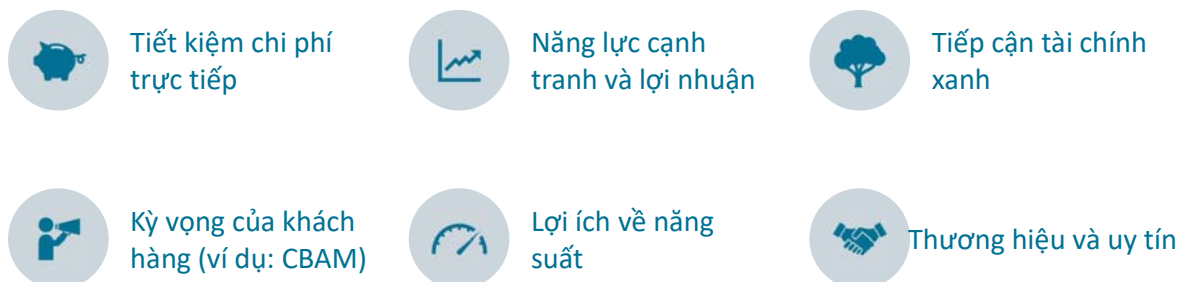 Tiết kiệm chi phí
trực tiếp
Năng lực cạnh
tranh và lợi nhuận
Tiếp cận tài chính
xanh
Kỳ vọng của khách
hàng (ví dụ: CBAM)
Lợi ích về năng
suất
Thương hiệu và uy tín